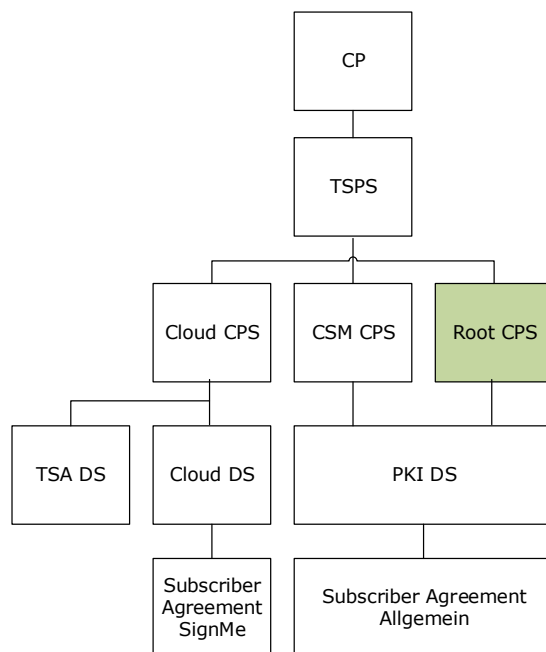 CP
TSPS
Cloud CPS
CSM CPS
Root CPS
TSA DS
Cloud DS
PKI DS
Subscriber
Agreement
SignMe
Subscriber Agreement
Allgemein